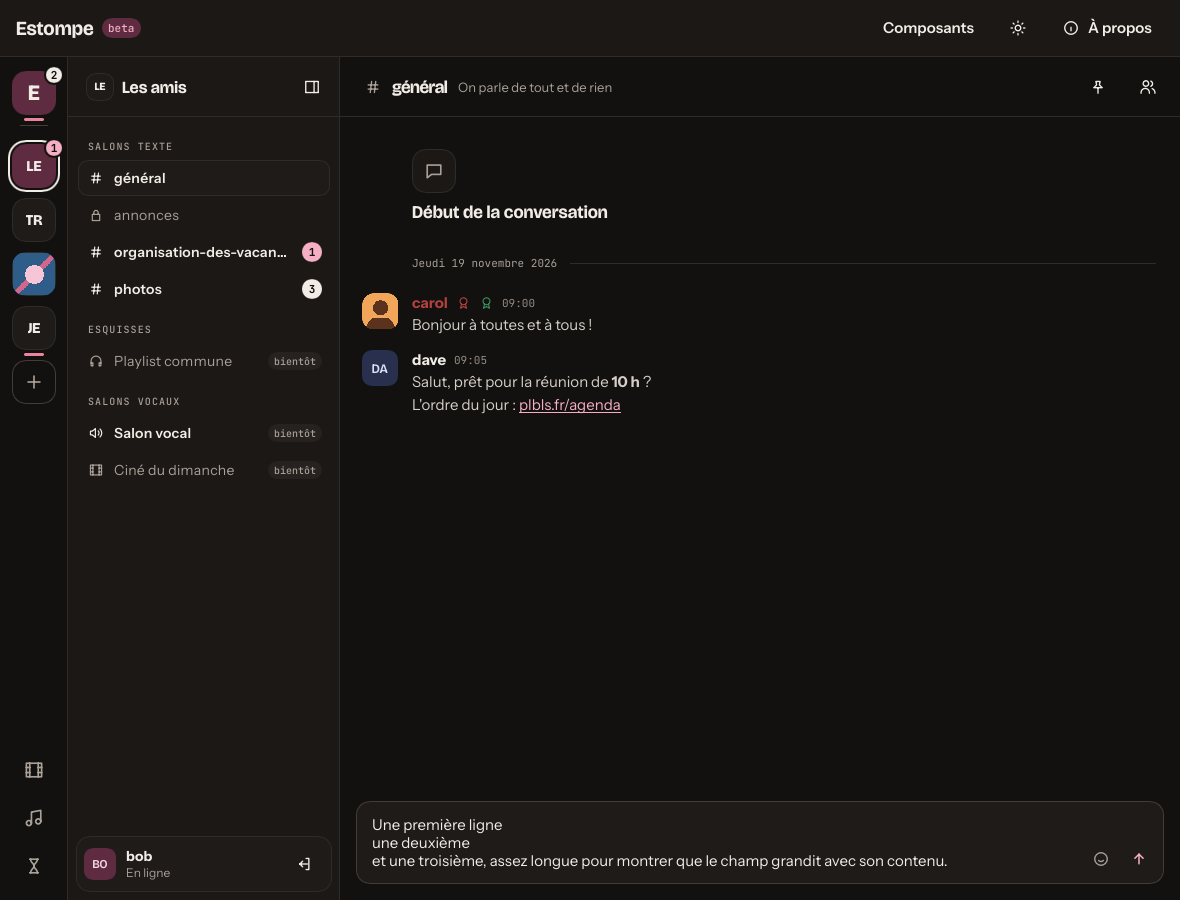 Estompe beta
Composants
À propos
E 2
LE 1
TR
JE
LE Les amis
SALONS TEXTE
# général
annonces
# organisation-des-vacan... 1
# photos 3
ESQUISSES
Playlist commune bientôt
SALONS VOCAUX
Salon vocal bientôt
Ciné du dimanche bientôt
BO bob
En ligne
# général On parle de tout et de rien
Début de la conversation
Jeudi 19 novembre 2026
carol 09:00
Bonjour à toutes et à tous !
DA dave 09:05
Salut, prêt pour la réunion de 10 h ?
L'ordre du jour : plbls.fr/agenda
Une première ligne
une deuxième
et une troisième, assez longue pour montrer que le champ grandit avec son contenu.